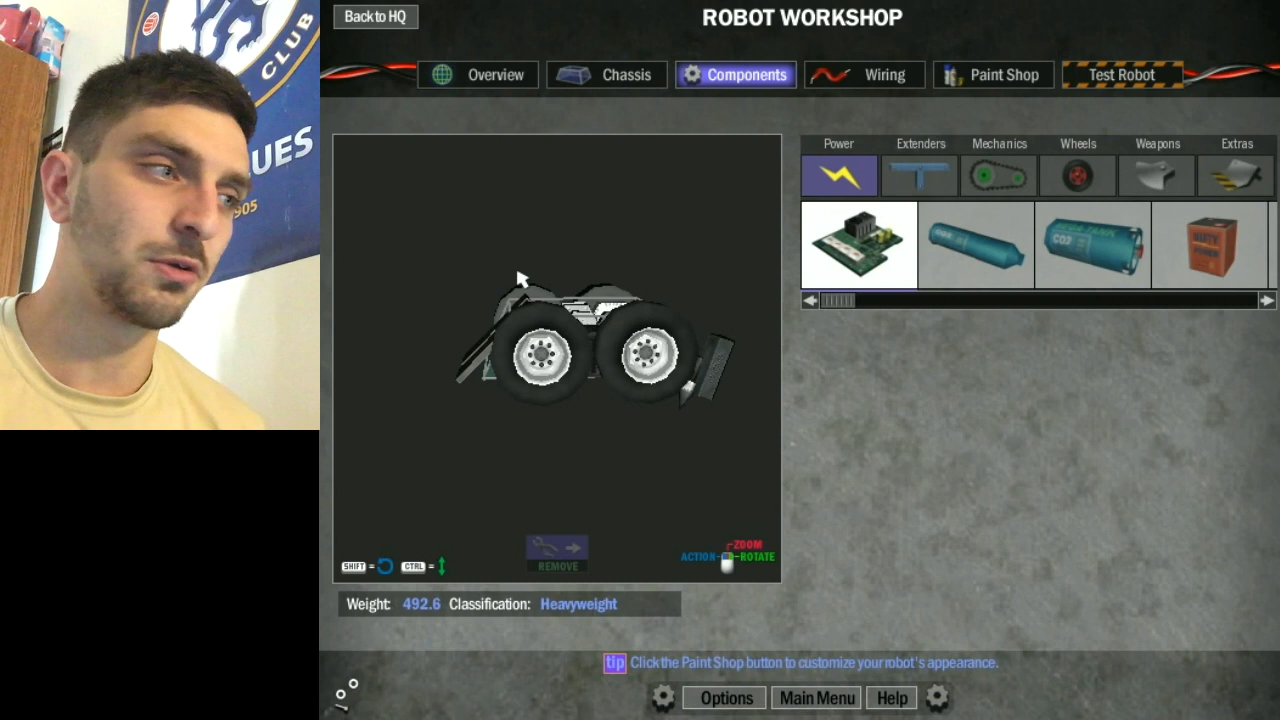 Back to HQ
ROBOT WORKSHOP
Overview
Chassis
Components
Wiring
Paint Shop
Test Robot
CLUB
UES
905
Power
Extenders
Mechanics
Wheels
Weapons
Extras
CO2
CO2
SHIFT = CTRL =
REMOVE
ZOOM
ACTION ROTATE
Weight: 492.6 Classification: Heavyweight
tip Click the Paint Shop button to customize your robot's appearance.
Options
Main Menu
Help